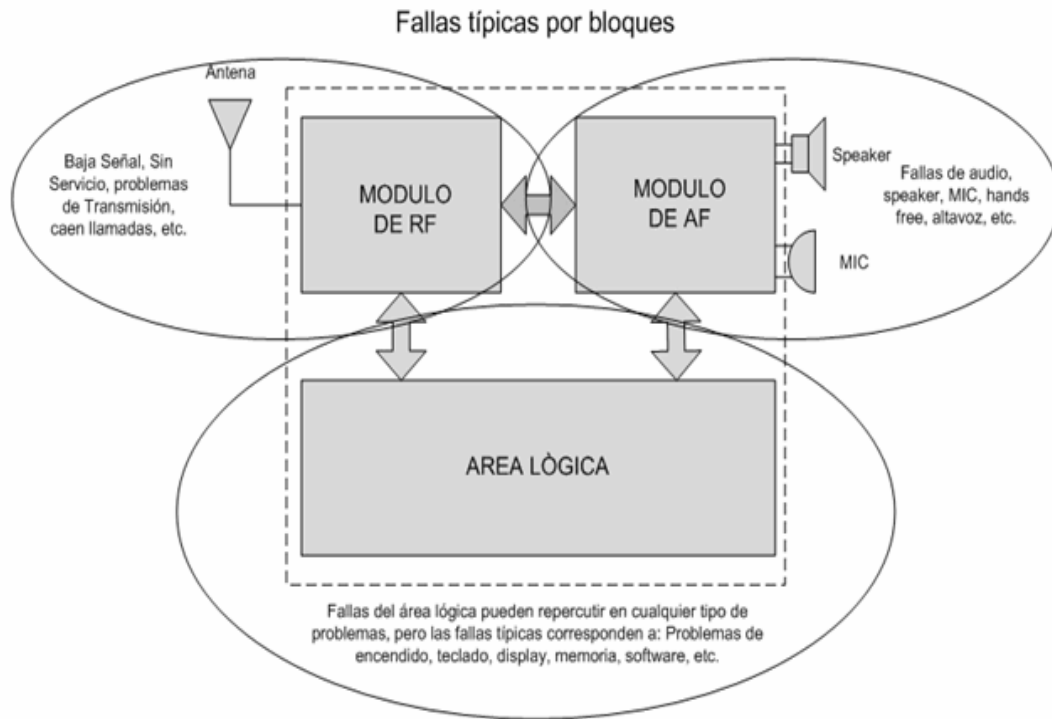 Fallas típicas por bloques
Antena
Baja Señal, Sin
Servicio, problemas
de Transmisión,
caen llamadas, etc.
MODULO
DE RF
MODULO
DE AF
Speaker
Fallas de audio,
speaker, MIC, hands
free, altavoz, etc.
MIC
AREA LÒGICA
Fallas del área lógica pueden repercutir en cualquier tipo de
problemas, pero las fallas típicas corresponden a: Problemas de
encendido, teclado, display, memoria, software, etc.